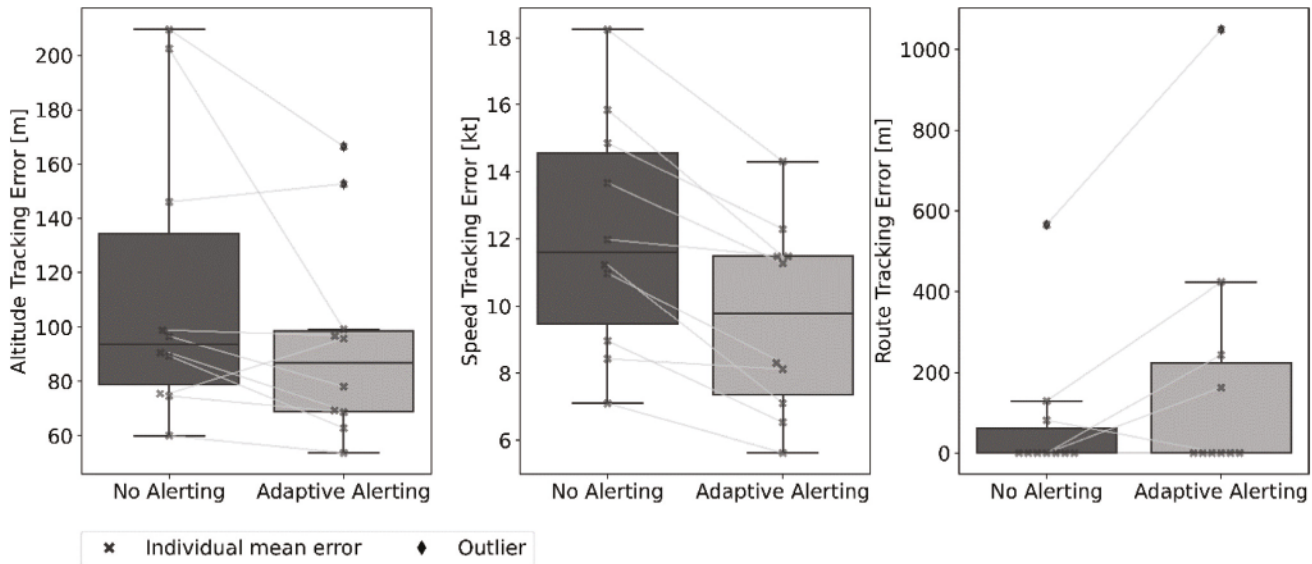 Altitude Tracking Error [m]
200
180
160
140
120
100
80
60
No Alerting
Adaptive Alerting
Speed Tracking Error [kt]
18
16
14
12
10
8
6
No Alerting
Adaptive Alerting
Route Tracking Error [m]
1000
800
600
400
200
0
No Alerting
Adaptive Alerting
Individual mean error
Outlier